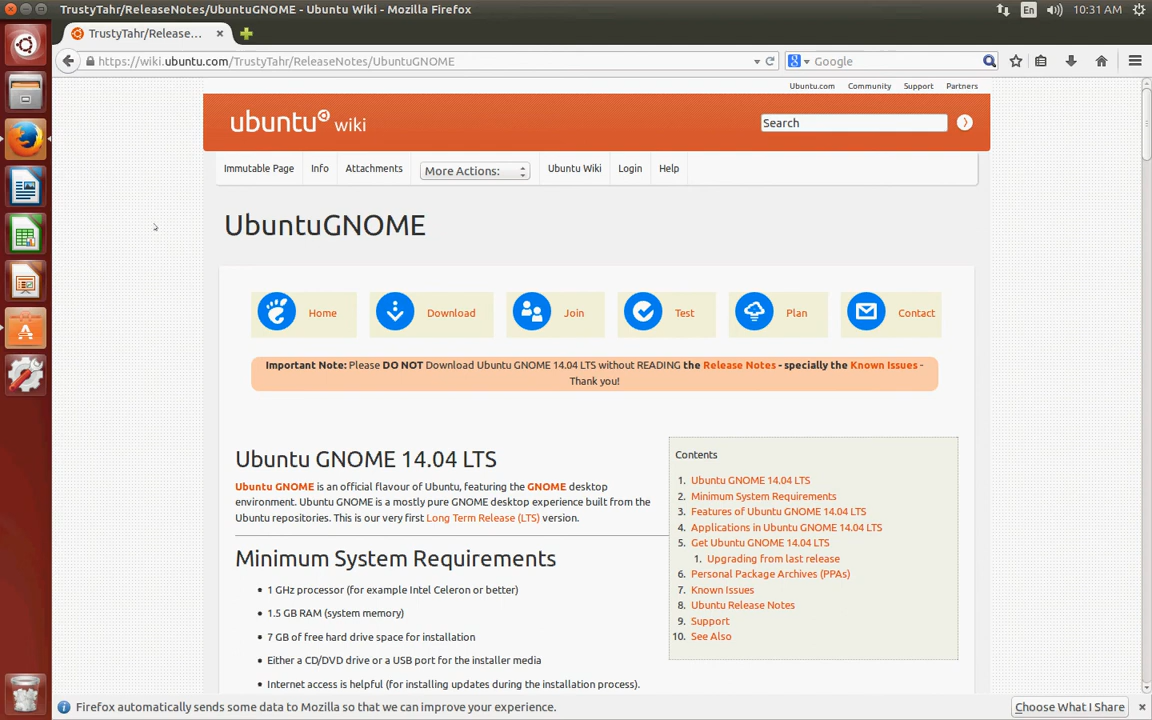 TrustyTahr/ReleaseNotes/UbuntuGNOME - Ubuntu Wiki - Mozilla Firefox
En
10:31 AM
TrustyTahr/Release...
https://wiki.ubuntu.com/TrustyTahr/ReleaseNotes/UbuntuGNOME
Google
Ubuntu.com Community Support Partners
ubuntu wiki
Search
Immutable Page Info Attachments More Actions: Ubuntu Wiki Login Help
UbuntuGNOME
Home Download Join Test Plan Contact
Important Note: Please DO NOT Download Ubuntu GNOME 14.04 LTS without READING the Release Notes - specially the Known Issues -
Thank you!
Ubuntu GNOME 14.04 LTS
Ubuntu GNOME is an official flavour of Ubuntu, featuring the GNOME desktop
environment. Ubuntu GNOME is a mostly pure GNOME desktop experience built from the
Ubuntu repositories. This is our very first Long Term Release (LTS) version.
Minimum System Requirements
• 1 GHz processor (for example Intel Celeron or better)
• 1.5 GB RAM (system memory)
• 7 GB of free hard drive space for installation
• Either a CD/DVD drive or a USB port for the installer media
• Internet access is helpful (for installing updates during the installation process).
Contents
1. Ubuntu GNOME 14.04 LTS
2. Minimum System Requirements
3. Features of Ubuntu GNOME 14.04 LTS
4. Applications in Ubuntu GNOME 14.04 LTS
5. Get Ubuntu GNOME 14.04 LTS
1. Upgrading from last release
6. Personal Package Archives (PPAs)
7. Known Issues
8. Ubuntu Release Notes
9. Support
10. See Also
Firefox automatically sends some data to Mozilla so that we can improve your experience.
Choose What I Share